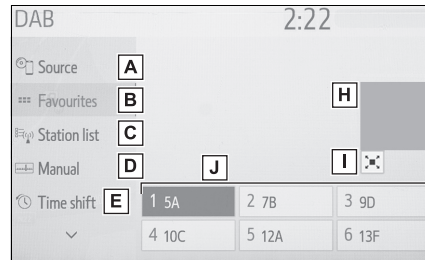 DAB 2:22
Source A
Favourites B
H
Station list C
Manual D
J
I
Time shift E
1 5A 2 7B 3 9D
4 10C 5 12A 6 13F